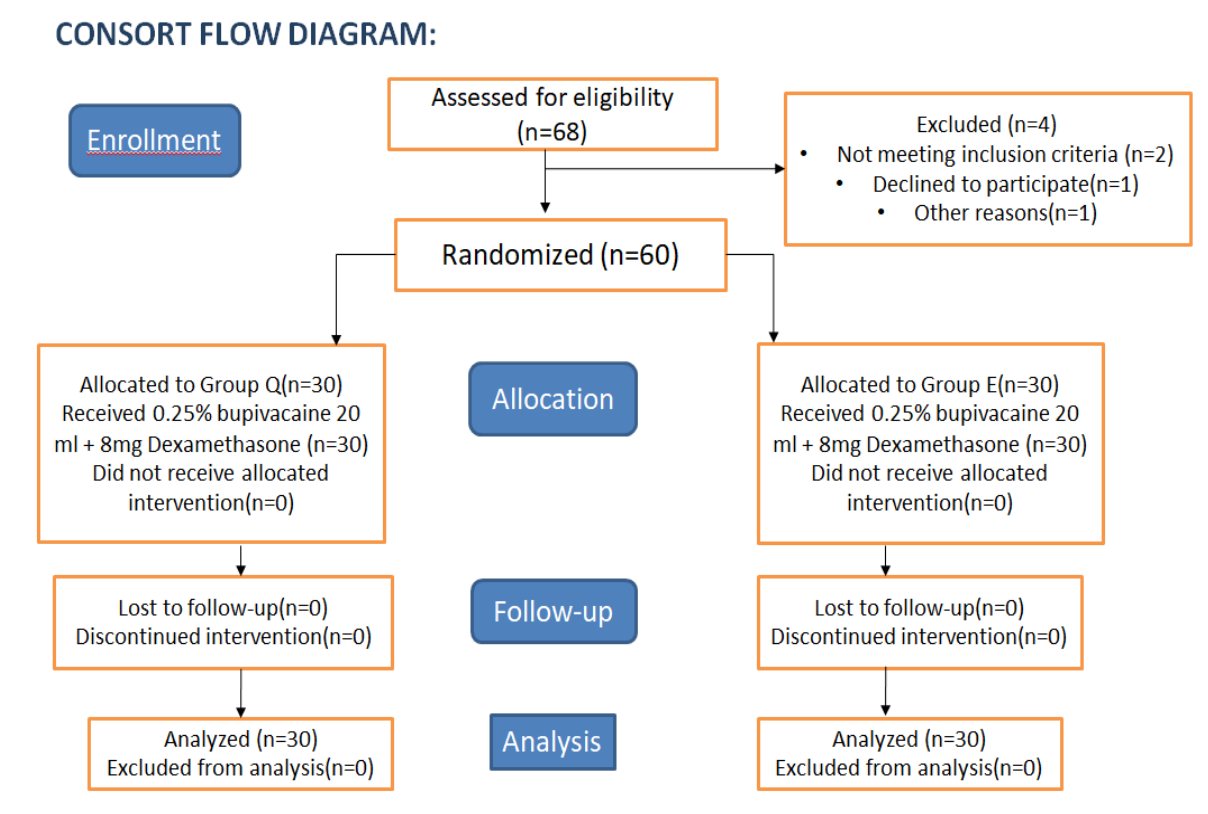 CONSORT FLOW DIAGRAM:
Enrollment
Assessed for eligibility
(n=68)
Excluded (n=4)
• Not meeting inclusion criteria (n=2)
• Declined to participate(n=1)
• Other reasons(n=1)
Randomized (n=60)
Allocation
Allocated to Group Q(n=30)
Received 0.25% bupivacaine 20
ml + 8mg Dexamethasone (n=30)
Did not receive allocated
intervention(n=0)
Allocated to Group E(n=30)
Received 0.25% bupivacaine 20
ml + 8mg Dexamethasone (n=30)
Did not receive allocated
intervention(n=0)
Follow-up
Lost to follow-up(n=0)
Discontinued intervention(n=0)
Lost to follow-up(n=0)
Discontinued intervention(n=0)
Analysis
Analyzed (n=30)
Excluded from analysis(n=0)
Analyzed (n=30)
Excluded from analysis(n=0)